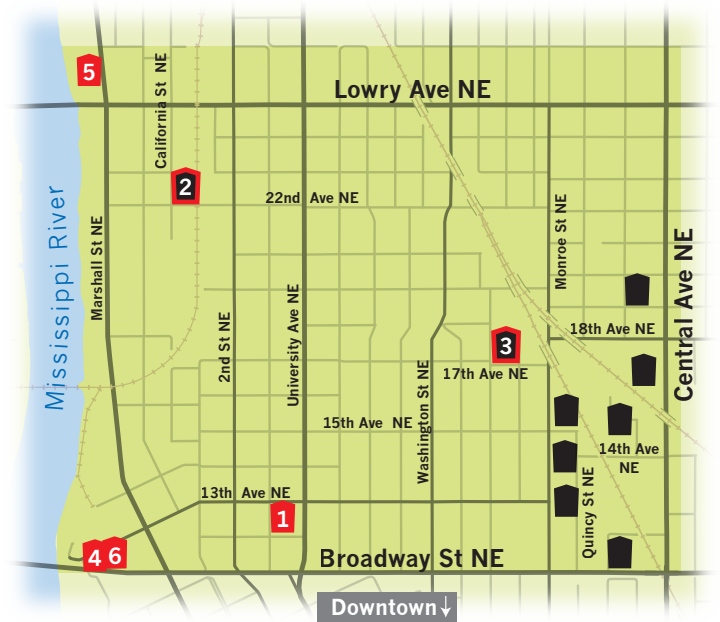 5
California St NE
Lowry Ave NE
2
22nd Ave NE
Mississippi River
Marshall St NE
Monroe St NE
Central Ave NE
2nd St NE
University Ave NE
18th Ave NE
3
17th Ave NE
Washington St NE
15th Ave NE
14th Ave
NE
Quincy St NE
13th Ave NE
1
4
6
Broadway St NE
Downtown↓